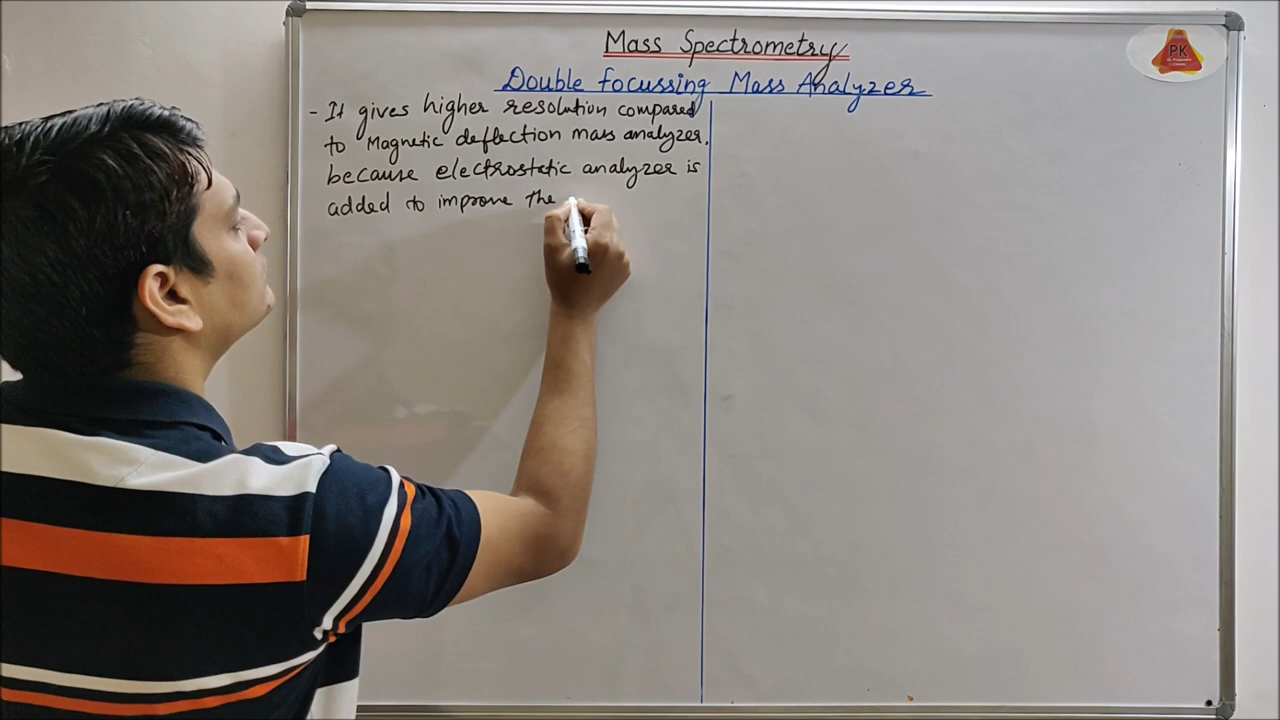 Mass Spectrometry
Double focussing Mass Analyzer
- It gives higher resolution compared
to Magnetic deflection mass analyzer,
because electrostatic analyzer is
added to improve the
PK